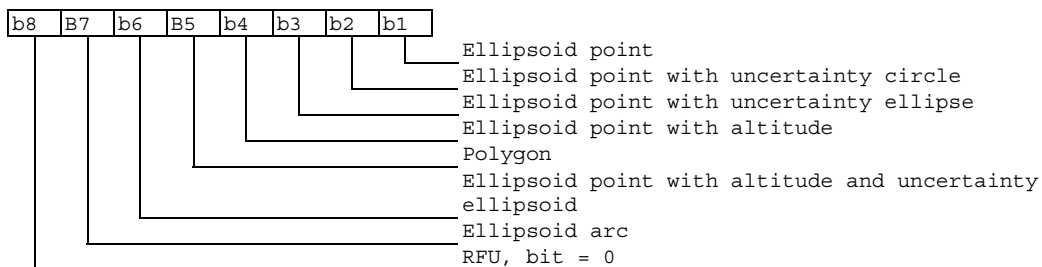 b8 B7 b6 B5 b4 b3 b2 b1
Ellipsoid point
Ellipsoid point with uncertainty circle
Ellipsoid point with uncertainty ellipse
Ellipsoid point with altitude
Polygon
Ellipsoid point with altitude and uncertainty
ellipsoid
Ellipsoid arc
RFU, bit = 0